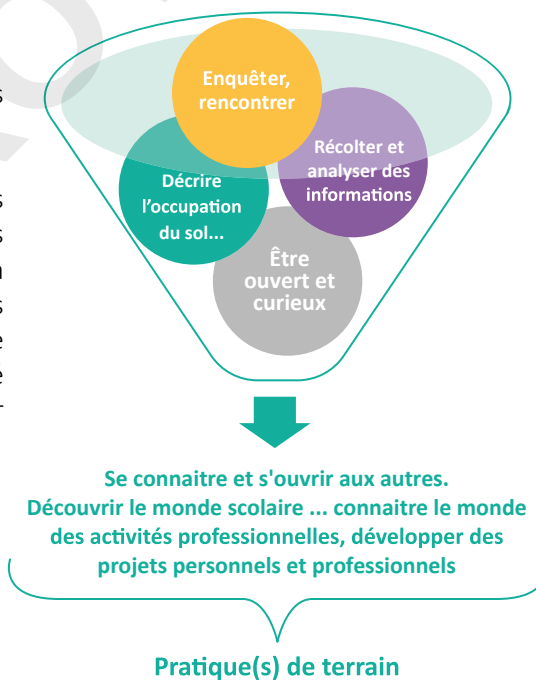 Enquêter,
rencontrer
Récolter et
analyser des
informations
Décrire
l'occupation
du sol...
Être
ouvert et
curieux
Se connaitre et s'ouvrir aux autres.
Découvrir le monde scolaire ... connaitre le monde
des activités professionnelles, développer des
projets personnels et professionnels
Pratique(s) de terrain